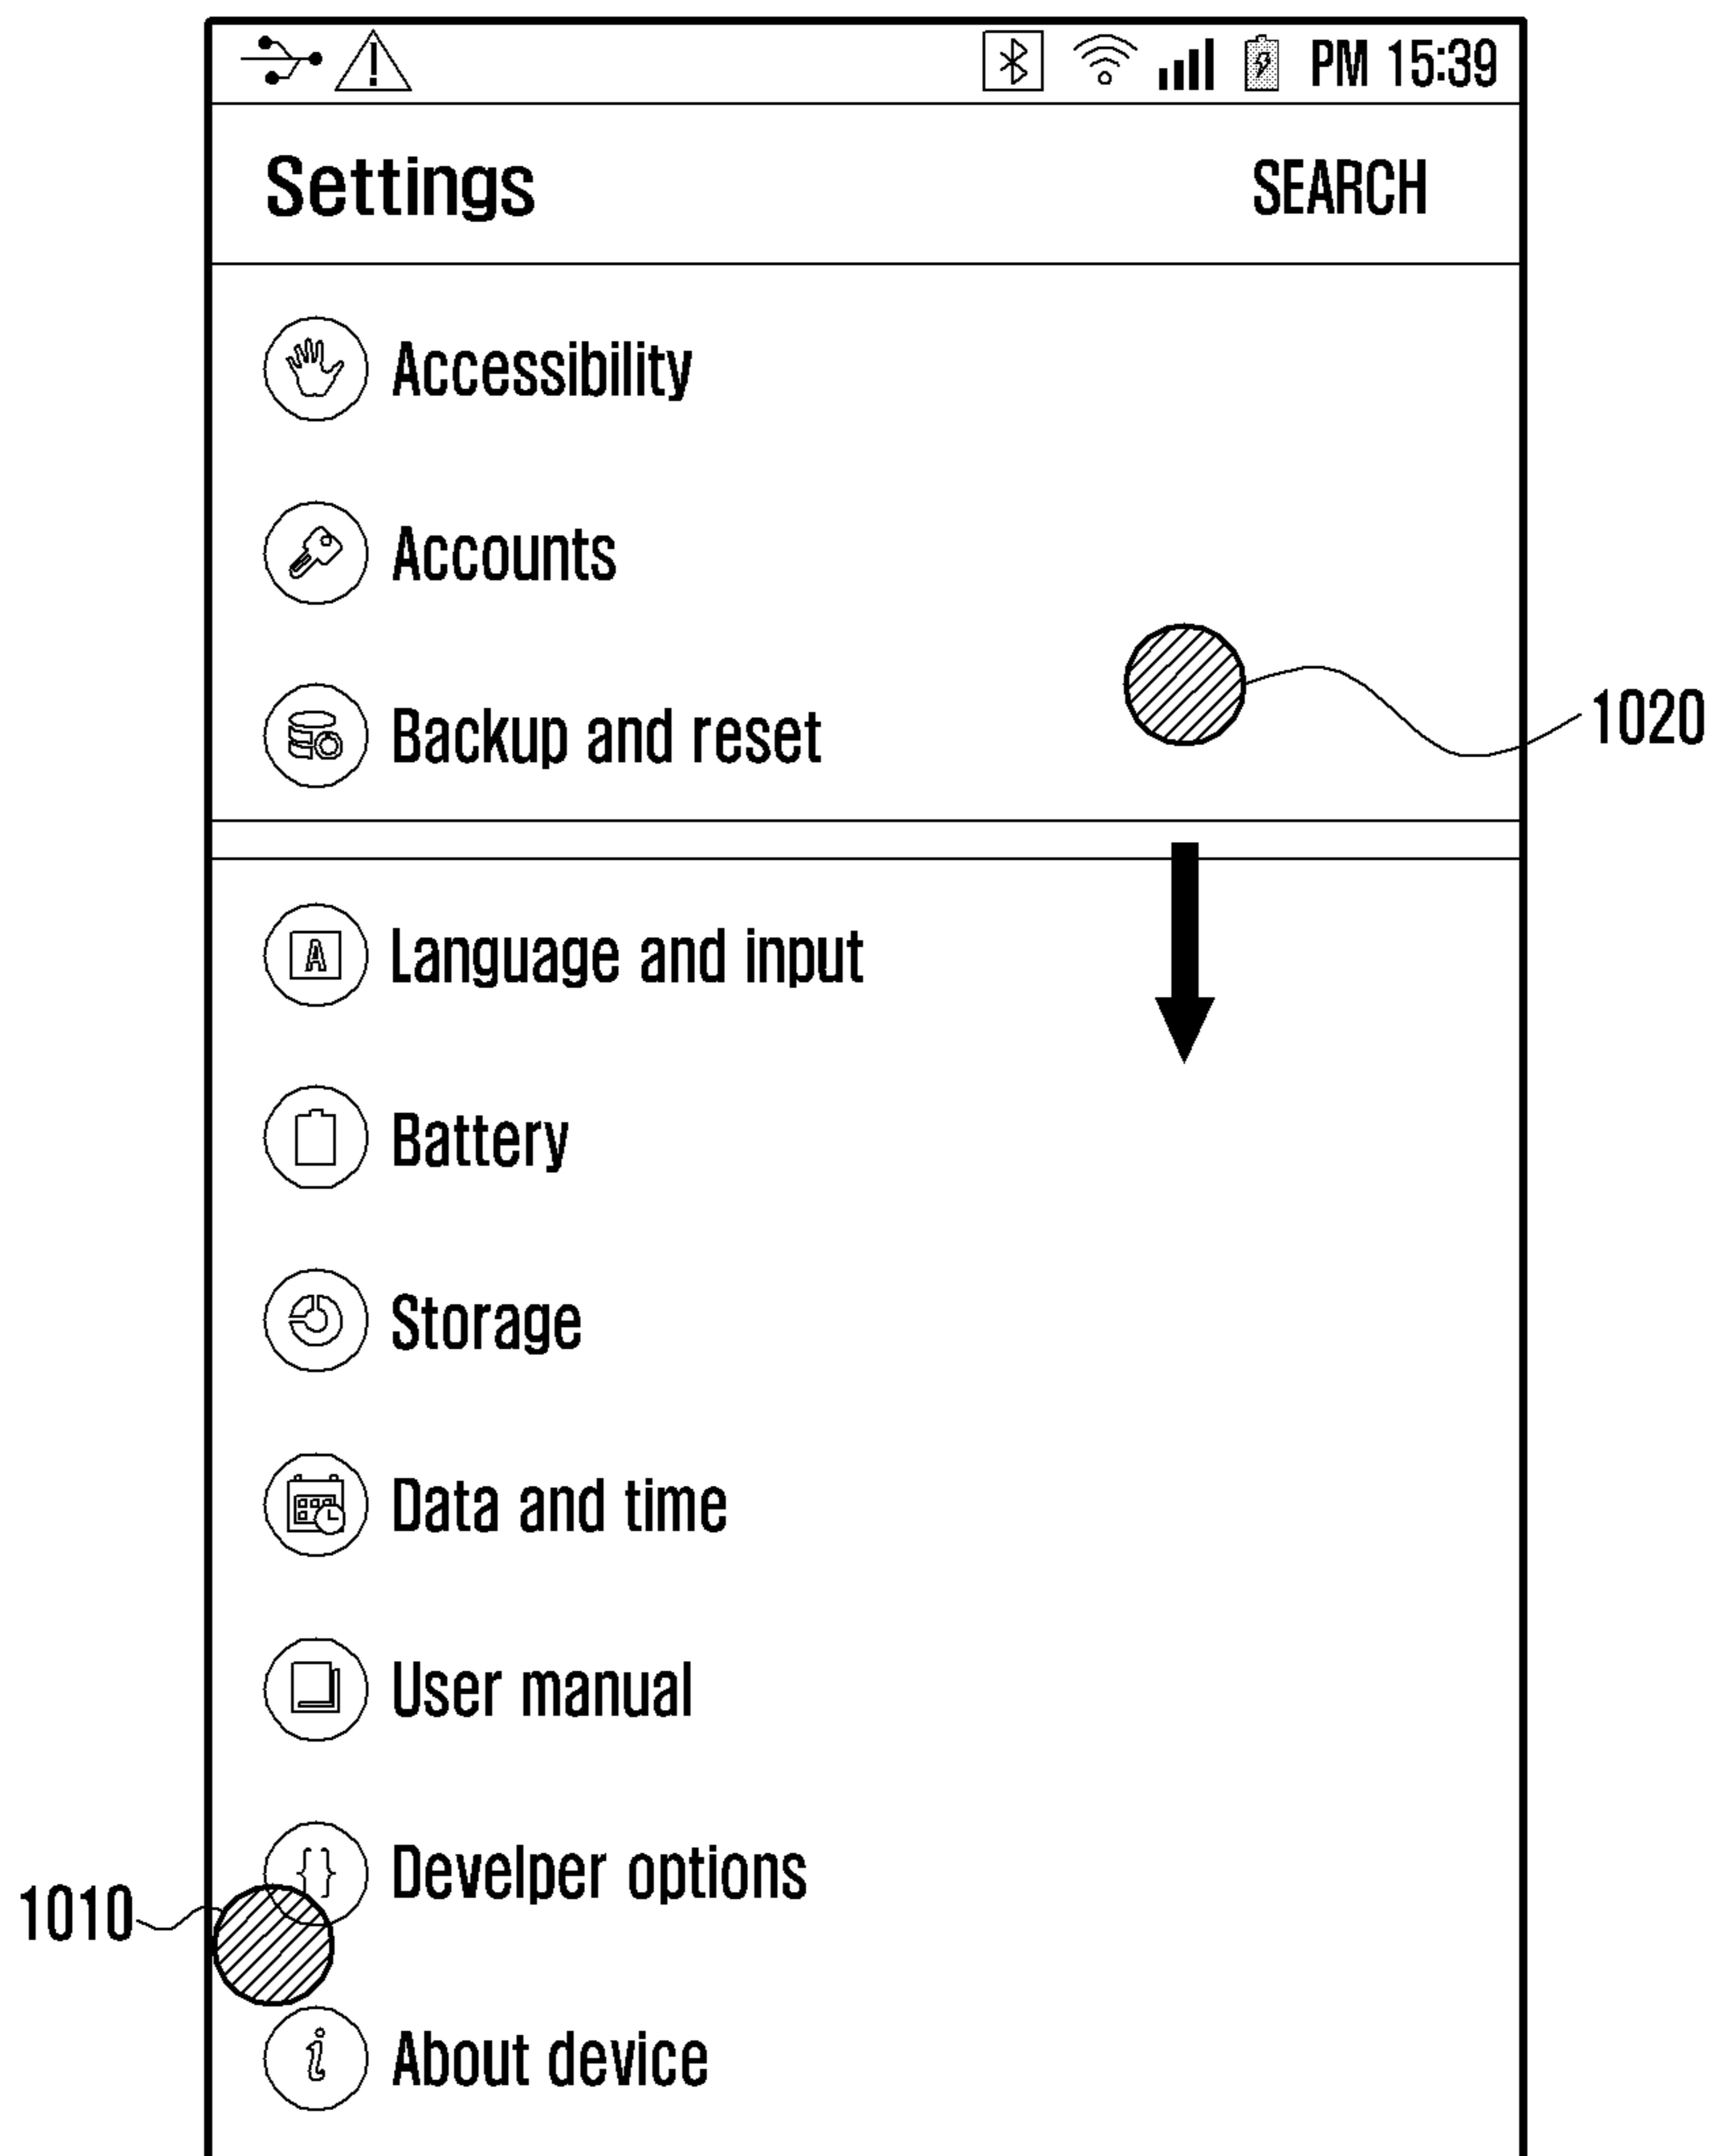 PM 15:39
Settings SEARCH
Accessibility
Accounts
Backup and reset
1020
A Language and input
Battery
Storage
Data and time
User manual
{ } Develper options
1010
i About device